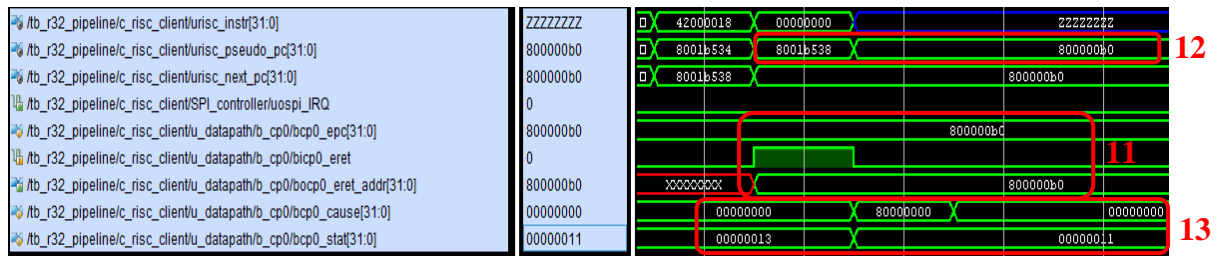 /tb_r32_pipeline/c_risc_client/urisc_instr[31:0] ZZZZZZZZ 42000018 00000000 ZZZZZZZZ
/tb_r32_pipeline/c_risc_client/urisc_pseudo_pc[31:0] 800000b0 8001b534 8001b538 800000b0 12
/tb_r32_pipeline/c_risc_client/urisc_next_pc[31:0] 800000b0 8001b538 800000b0
/tb_r32_pipeline/c_risc_client/SPI_controller/uospi_IRQ 0
/tb_r32_pipeline/c_risc_client/u_datapath/b_cp0/bcp0_epc[31:0] 800000b0 800000b0
/tb_r32_pipeline/c_risc_client/u_datapath/b_cp0/bicp0_eret 0 11
/tb_r32_pipeline/c_risc_client/u_datapath/b_cp0/bocp0_eret_addr[31:0] 800000b0 XXXXXXXX 800000b0
/tb_r32_pipeline/c_risc_client/u_datapath/b_cp0/bcp0_cause[31:0] 00000000 00000000 80000000 00000000
/tb_r32_pipeline/c_risc_client/u_datapath/b_cp0/bcp0_stat[31:0] 00000011 00000013 00000011 13